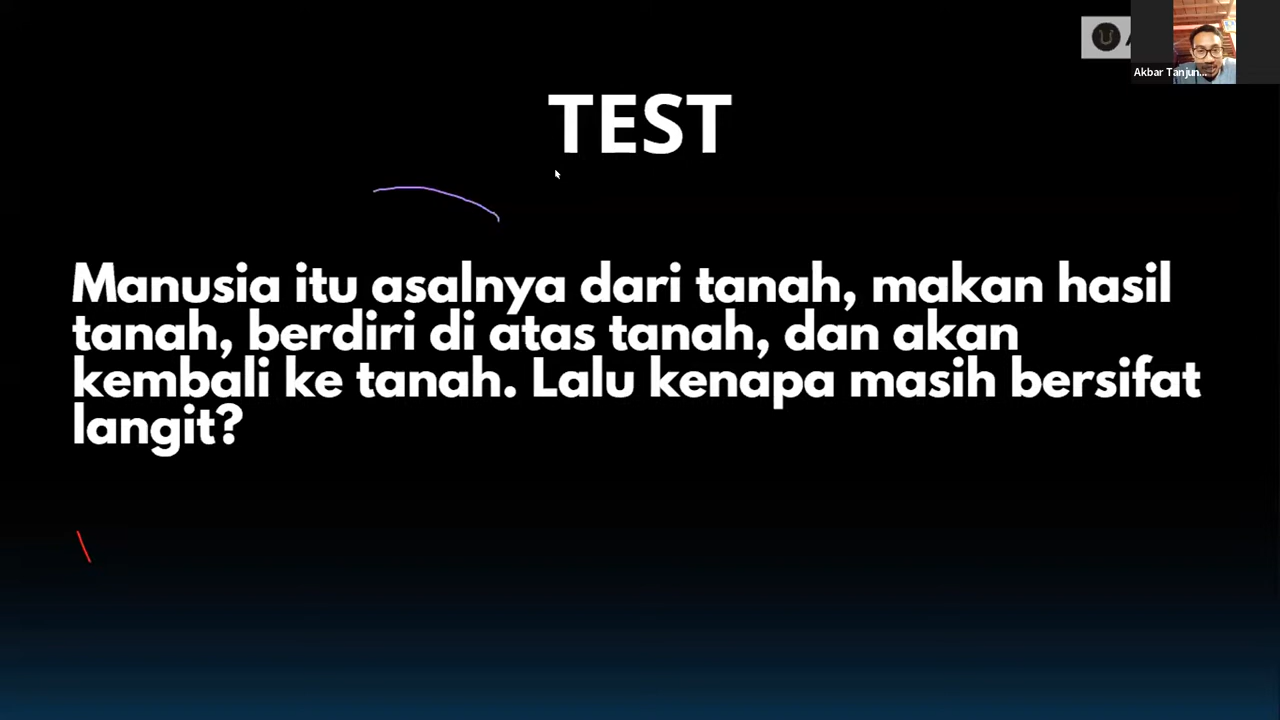 Akbar Tanjun...
TEST
Manusia itu asalnya dari tanah, makan hasil
tanah, berdiri di atas tanah, dan akan
kembali ke tanah. Lalu kenapa masih bersifat
langit?